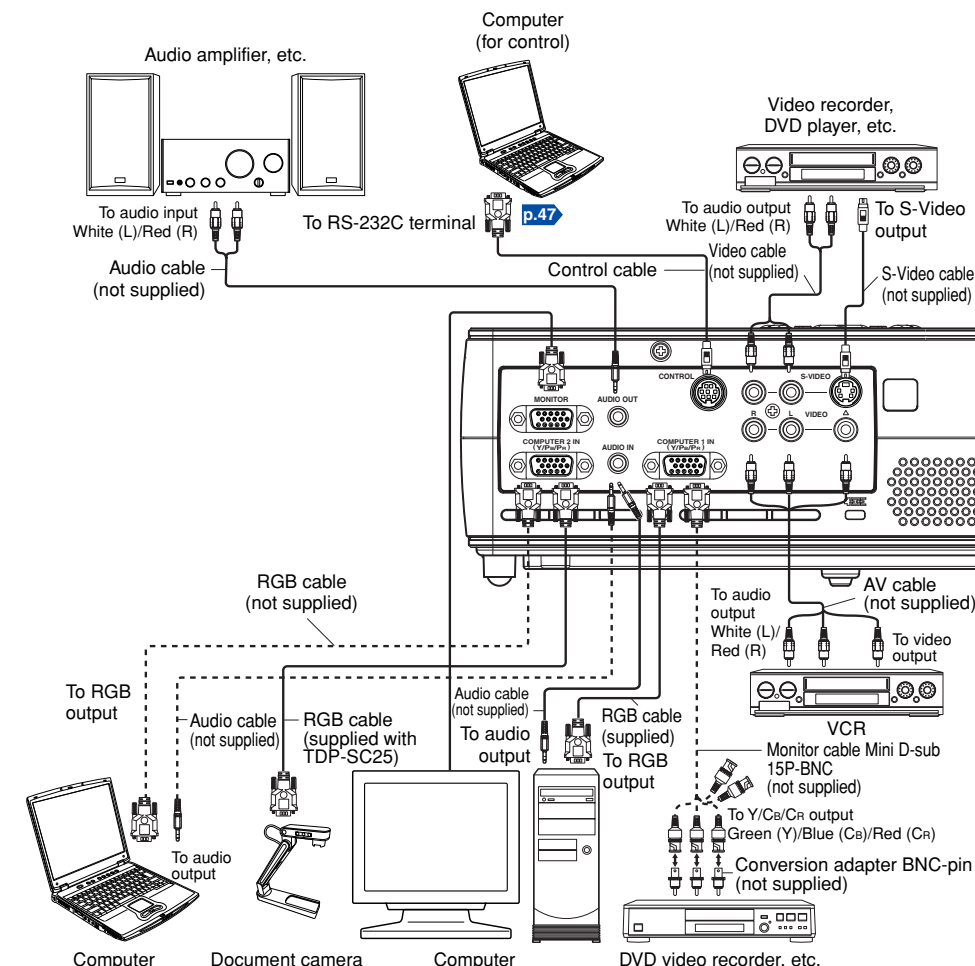 Computer
(for control)
Audio amplifier, etc.
Video recorder,
DVD player, etc.
To audio input
White (L)/Red (R)
To RS-232C terminal
p.47
To audio output
White (L)/Red (R)
To S-Video
output
Audio cable
(not supplied)
Control cable
Video cable
(not supplied)
S-Video cable
(not supplied)
CONTROL
S-VIDEO
MONITOR
AUDIO OUT
R
L
VIDEO
COMPUTER 2 IN
(Y/PB/PR)
AUDIO IN
COMPUTER 1 IN
(Y/PB/PR)
RGB cable
(not supplied)
To audio
output
White (L)/
Red (R)
AV cable
(not supplied)
To video
output
To RGB
output
Audio cable
(not supplied)
RGB cable
(supplied with
TDP-SC25)
Audio cable
(not supplied)
To audio
output
RGB cable
(supplied)
To RGB
output
VCR
Monitor cable Mini D-sub
15P-BNC
(not supplied)
To Y/CB/CR output
Green (Y)/Blue (CB)/Red (CR)
To audio
output
Conversion adapter BNC-pin
(not supplied)
Computer
Document camera
Computer
DVD video recorder, etc.